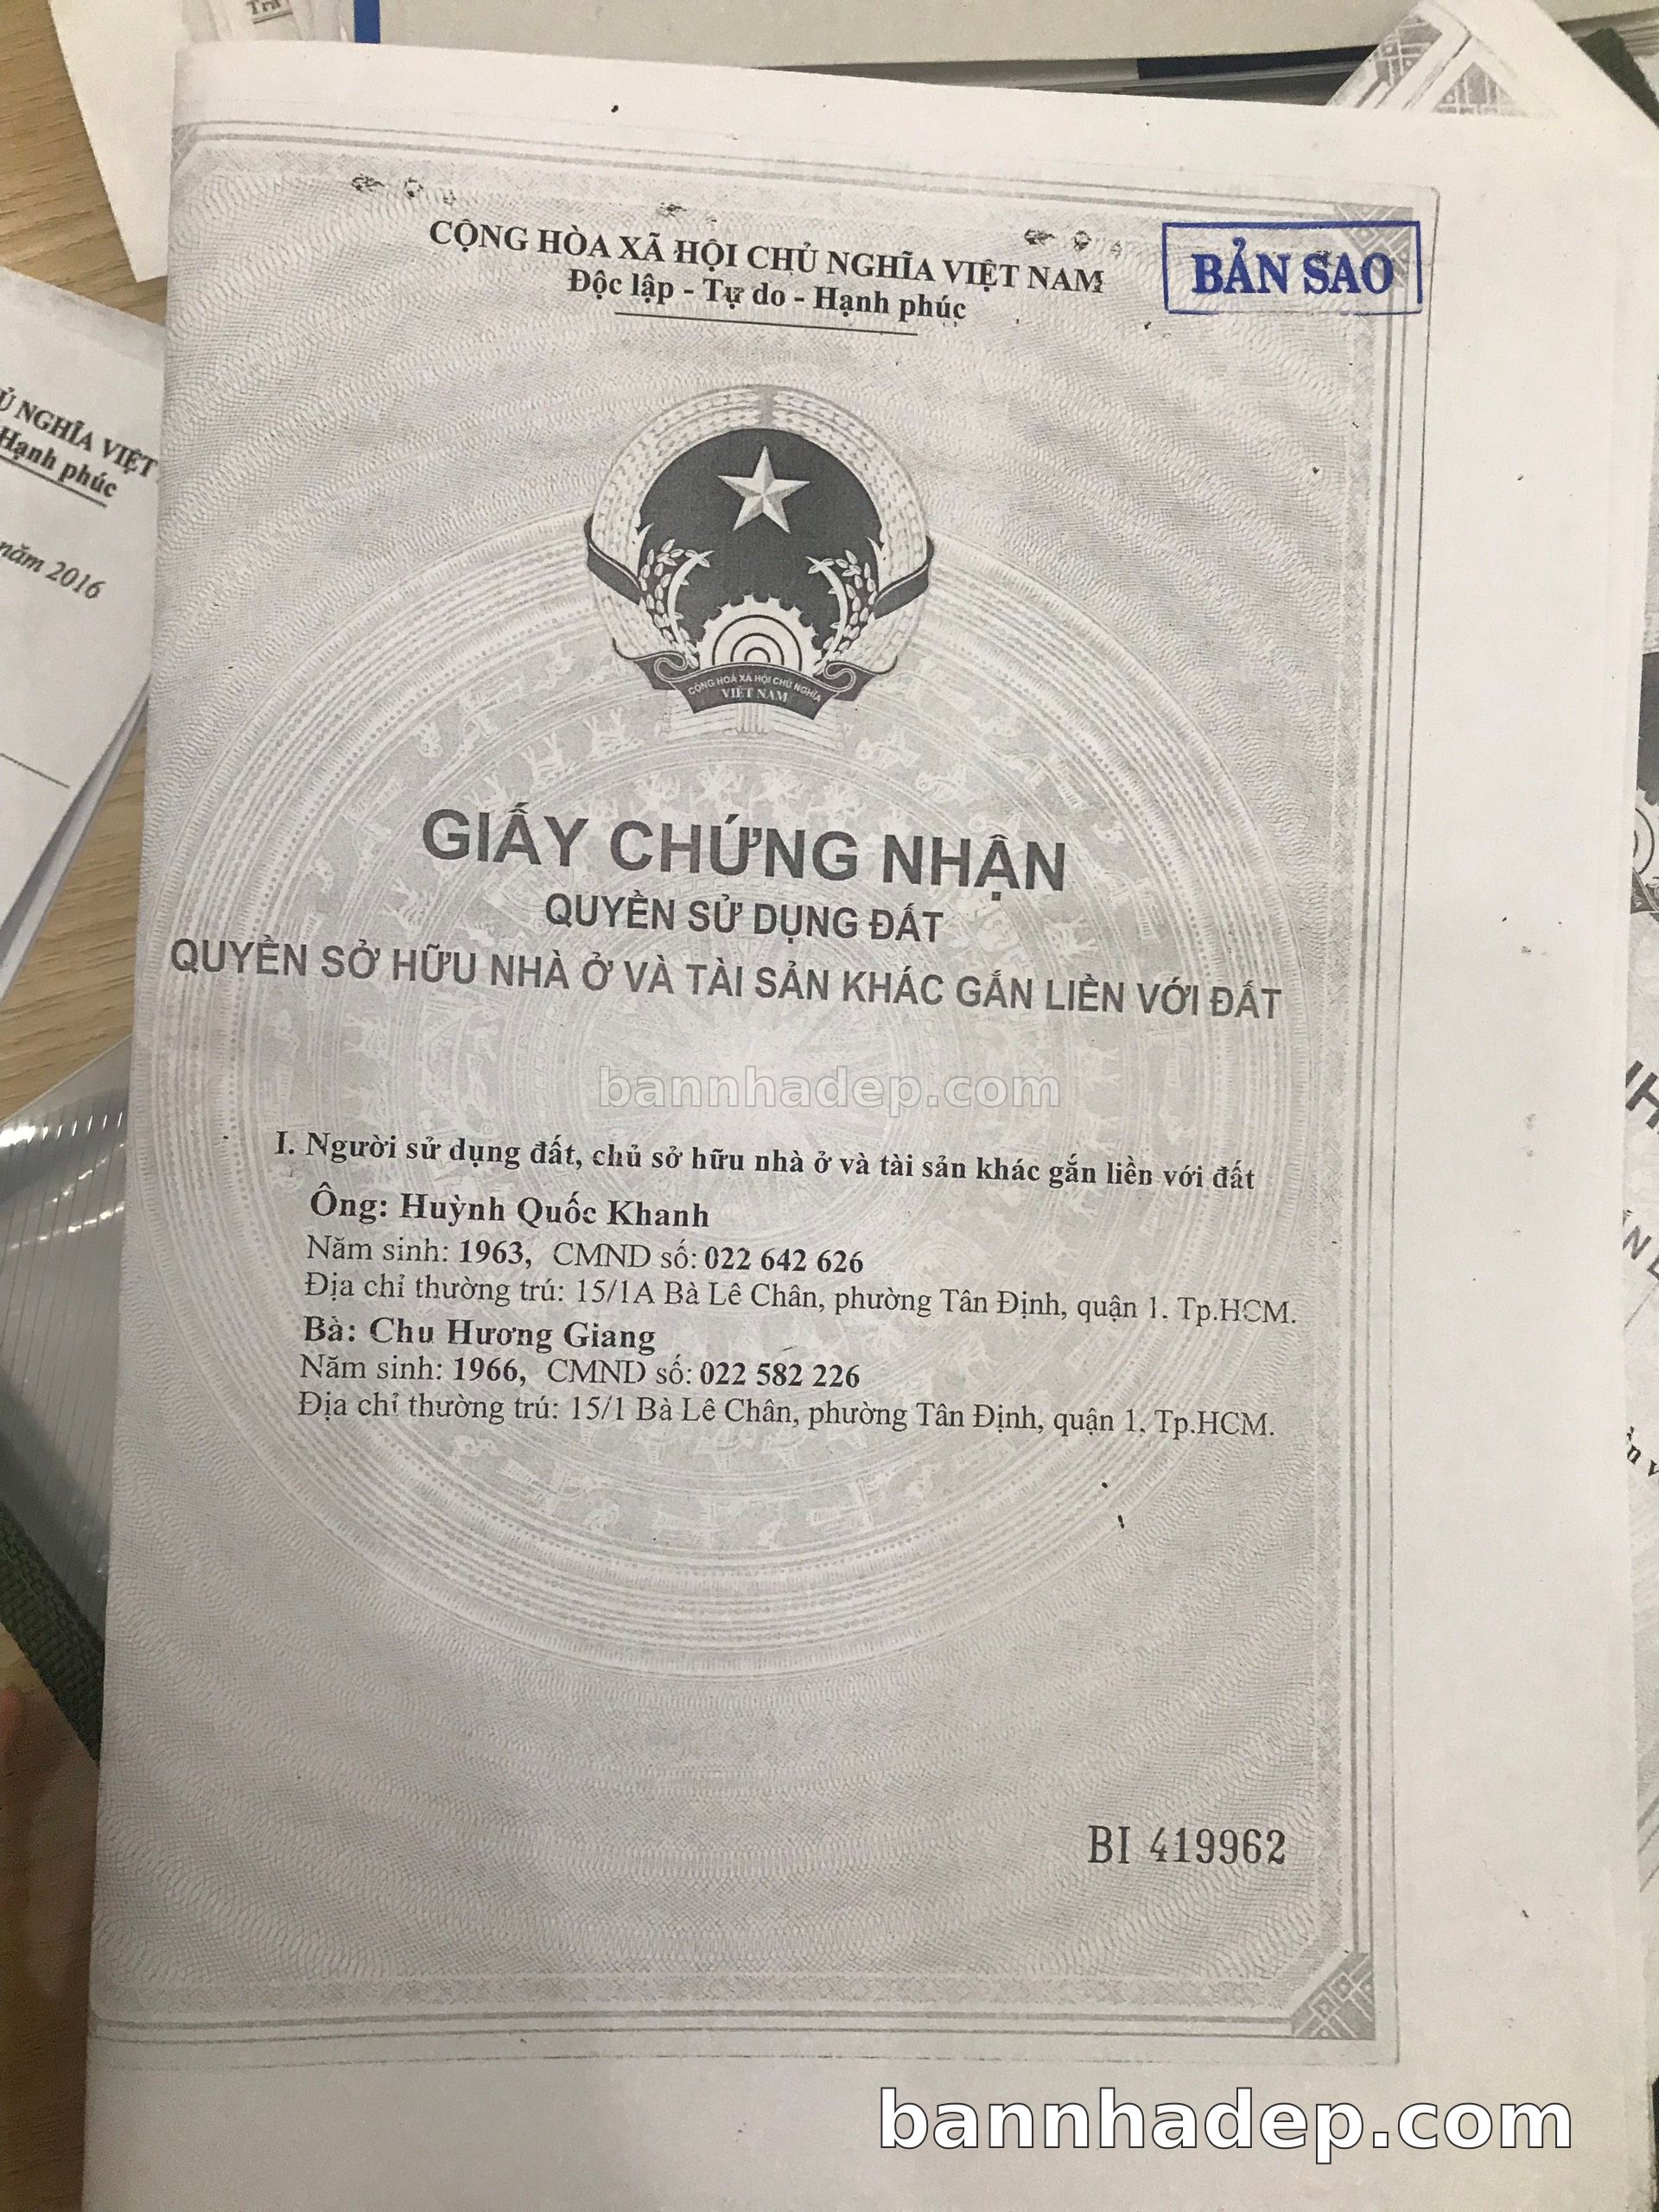 Tra
CỘNG HÒA XÃ HỘI CHỦ NGHĨA VIỆT NAM
Độc lập - Tự do - Hạnh phúc
BẢN SAO
Ủ NGHĨA VIỆT
Hạnh phúc
năm 2016
CỘNG HOÀ XÃ HỘI CHỦ NGHĨA
VIỆT NAM
GIẤY CHỨNG NHẬN
QUYỀN SỬ DỤNG ĐẤT
QUYỀN SỞ HỮU NHÀ Ở VÀ TÀI SẢN KHÁC GẮN LIỀN VỚI ĐẤT
bannhadep.com
I. Người sử dụng đất, chủ sở hữu nhà ở và tài sản khác gắn liền với đất
Ông: Huỳnh Quốc Khanh
Năm sinh: 1963, CMND số: 022 642 626
Địa chỉ thường trú: 15/1A Bà Lê Chân, phường Tân Định, quận 1, Tp.HCM.
Bà: Chu Hương Giang
Năm sinh: 1966, CMND số: 022 582 226
Địa chỉ thường trú: 15/1 Bà Lê Chân, phường Tân Định, quận 1, Tp.HCM.
BI 419962
bannhadep.com